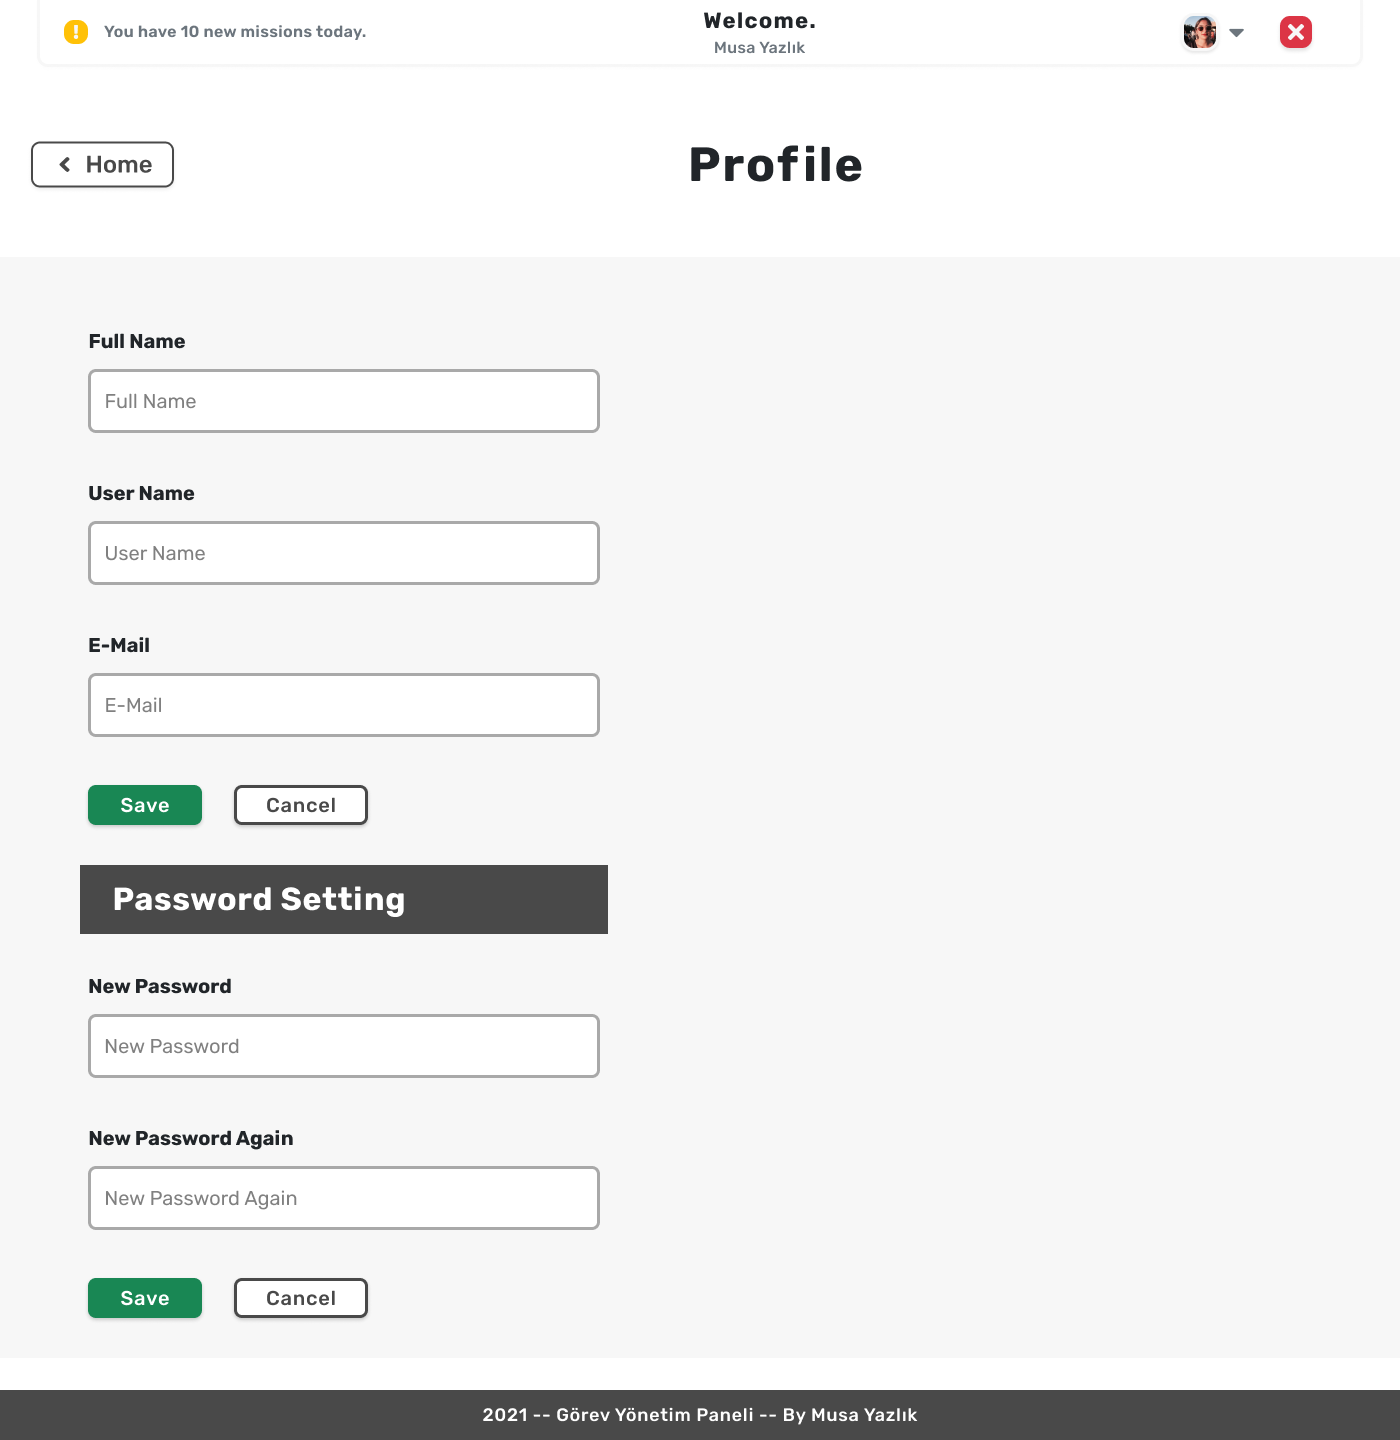 You have 10 new missions today.
Welcome.
Musa Yazlık
Home
Profile
Full Name
Full Name
User Name
User Name
E-Mail
E-Mail
Save
Cancel
Password Setting
New Password
New Password
New Password Again
New Password Again
Save
Cancel
2021 -- Görev Yönetim Paneli -- By Musa Yazlık